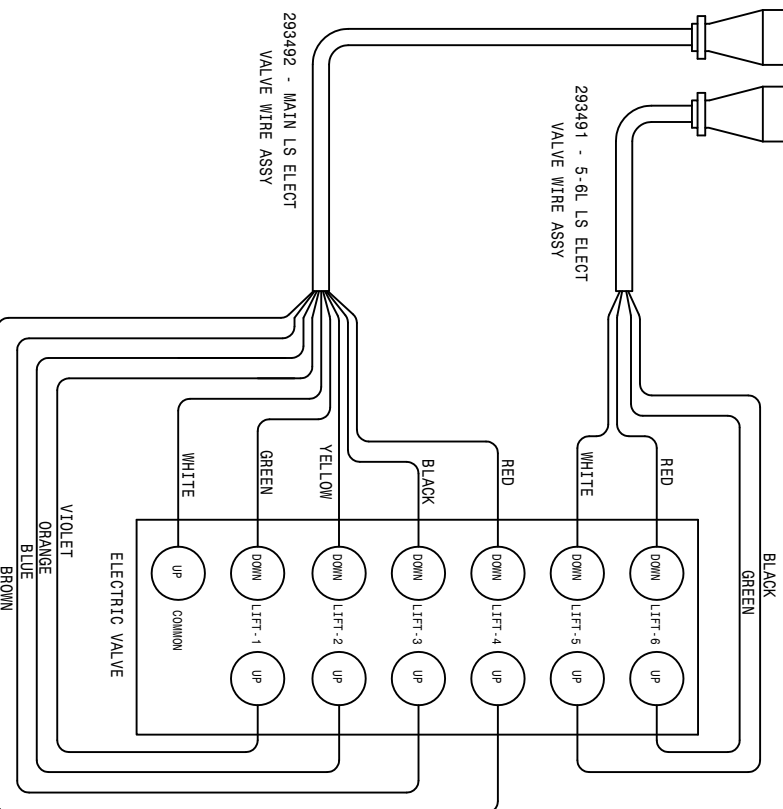 293492 - MAIN LS ELECT
VALVE WIRE ASSY
293491 - 5-6L LS ELECT
VALVE WIRE ASSY
BLACK
GREEN
RED
WHITE
RED
BLACK
YELLOW
GREEN
WHITE
VIOLET
ORANGE
BLUE
BROWN
DOWN LIFT-6 UP
DOWN LIFT-5 UP
DOWN LIFT-4 UP
DOWN LIFT-3 UP
DOWN LIFT-2 UP
DOWN LIFT-1 UP
UP COMMON
ELECTRIC VALVE